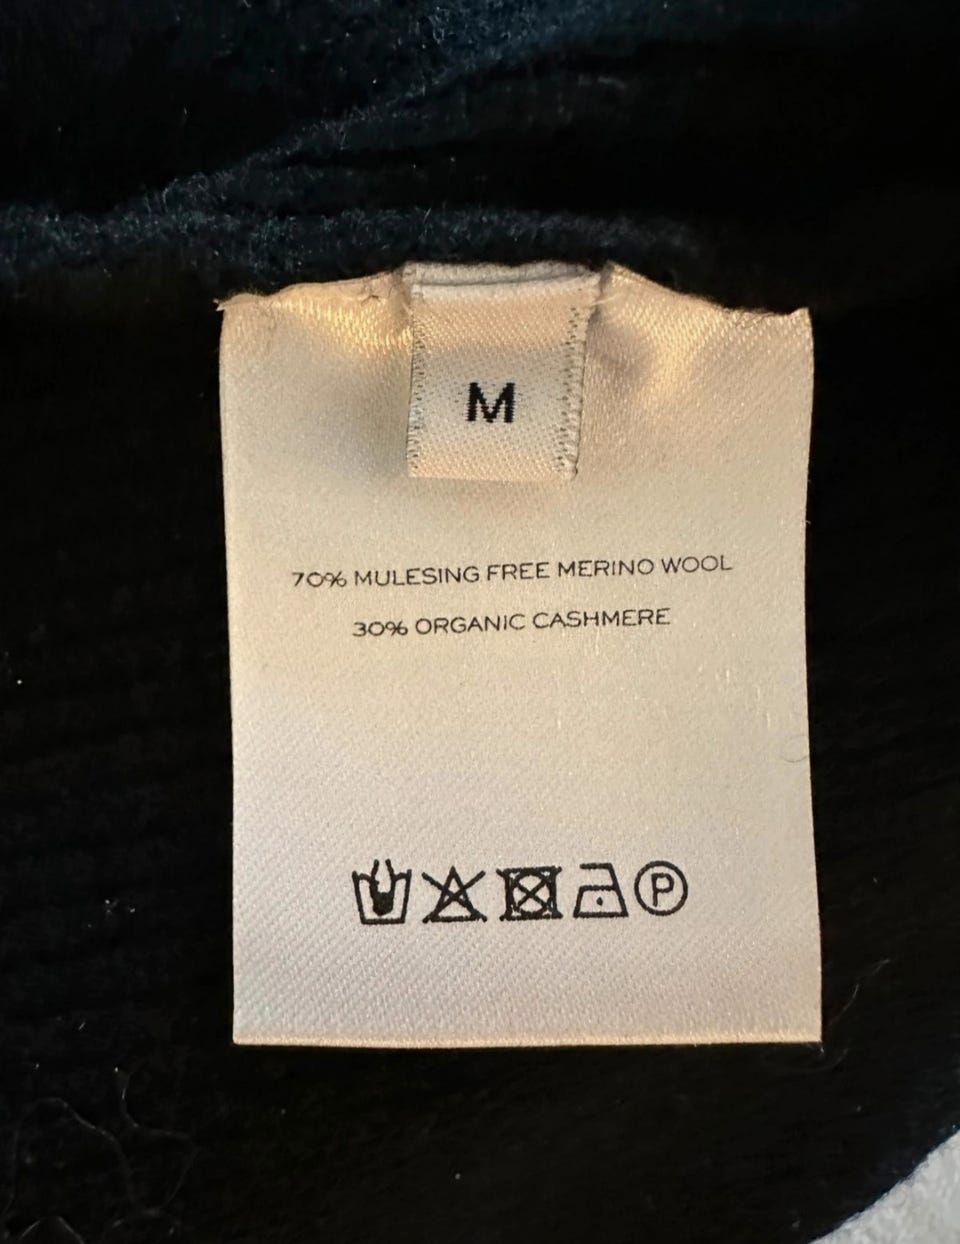 M
70% MULESING FREE MERINO WOOL
30% ORGANIC CASHMERE
P